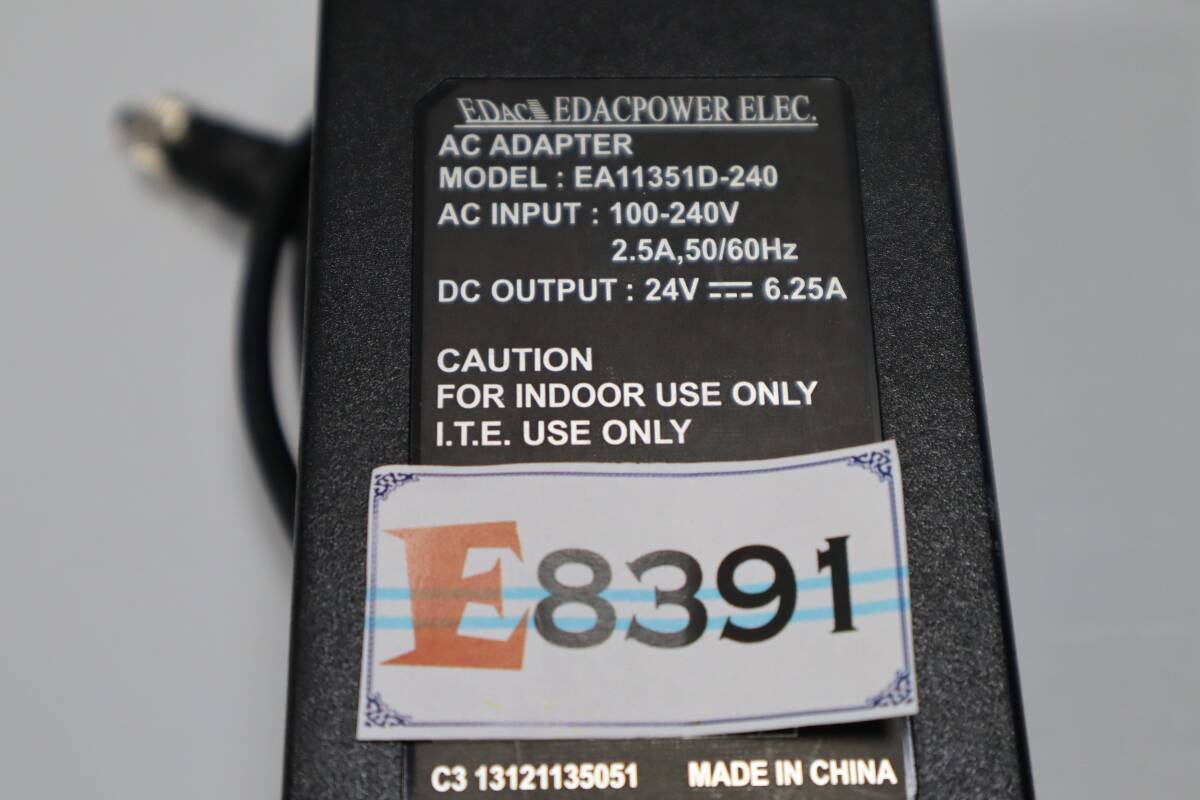 EDAC EDACPOWER ELEC.
AC ADAPTER
MODEL : EA11351D-240
AC INPUT : 100-240V
2.5A,50/60Hz
DC OUTPUT : 24V ⎓ 6.25A
CAUTION
FOR INDOOR USE ONLY
I.T.E. USE ONLY
E8391
C3 13121135051 MADE IN CHINA